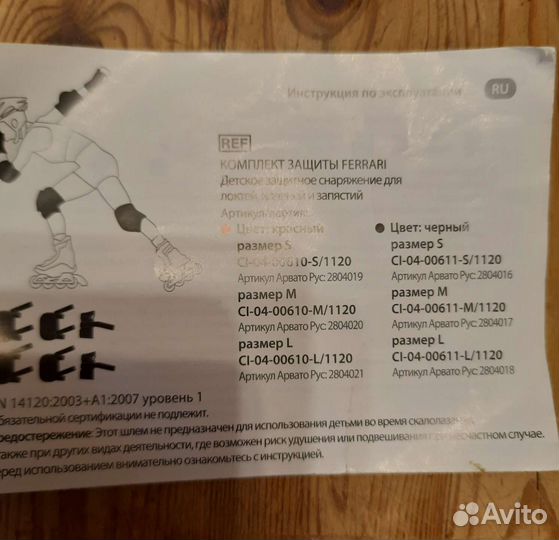 Инструкция по эксплуатации
RU
REF
КОМПЛЕКТ ЗАЩИТЫ FERRARI
Детское защитное снаряжение для
локтей, коленей и запястий
Артикул/партия:
Цвет: красный
размер S
CI-04-00610-S/1120
Артикул Арвато Рус: 2804019
размер M
CI-04-00610-M/1120
Артикул Арвато Рус: 2804020
размер L
CI-04-00610-L/1120
Артикул Арвато Рус: 2804021
Цвет: черный
размер S
CI-04-00611-S/1120
Артикул Арвато Рус: 2804016
размер M
CI-04-00611-M/1120
Артикул Арвато Рус: 2804017
размер L
CI-04-00611-L/1120
Артикул Арвато Рус: 2804018
N 14120:2003+A1:2007 уровень 1
бязательной сертификации не подлежит.
редостережение: Этот шлем не предназначен для использования детьми во время скалолазания,
также при других видах деятельности, где возможен риск удушения или подвешивания при несчастном случае.
еред использованием внимательно ознакомьтесь с инструкцией.
Avito